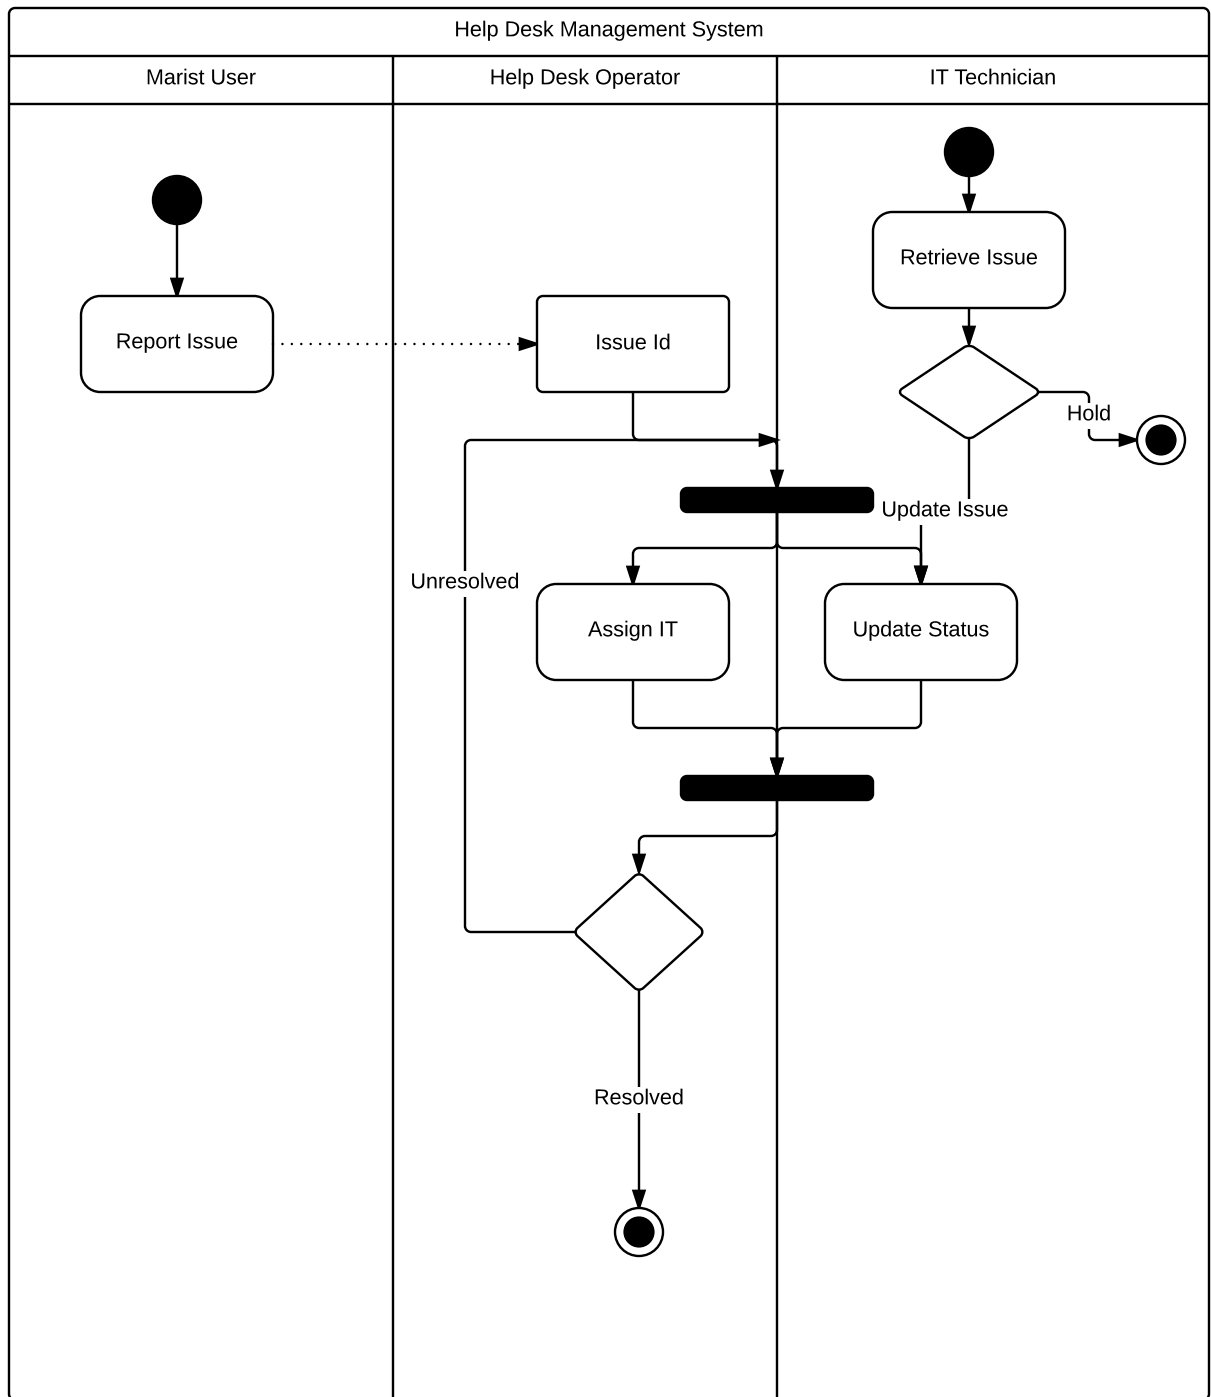 Help Desk Management System
Marist User
Help Desk Operator
IT Technician
Retrieve Issue
Report Issue
Issue Id
Hold
Update Issue
Unresolved
Assign IT
Update Status
Resolved